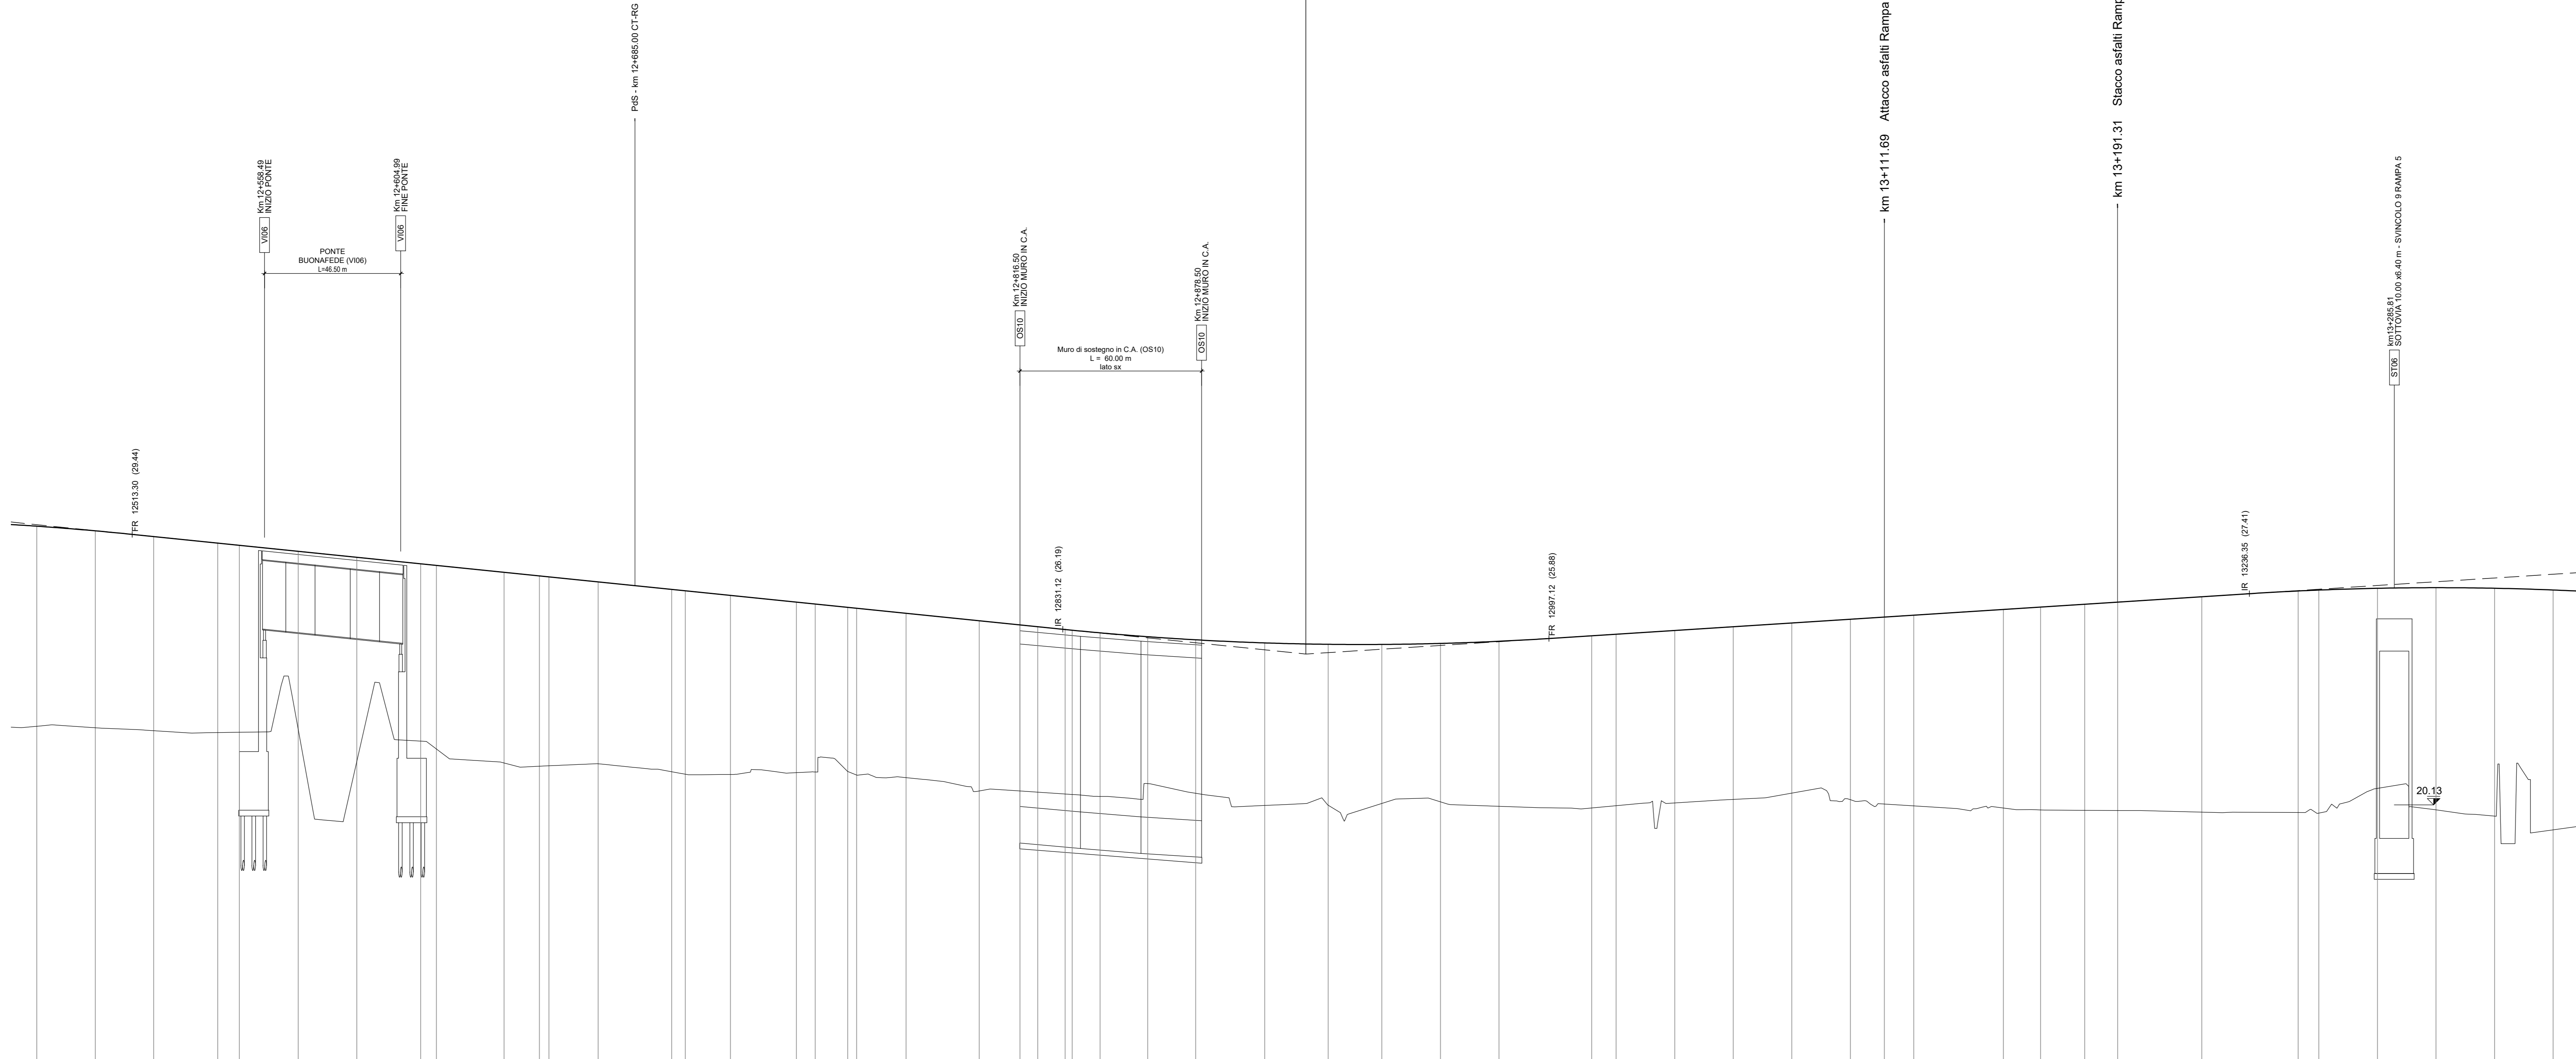 TFR 12513.30 (29.44)
Km 12+558.49
INIZIO PONTE
VI06
PONTE
BUONAFEDE (VI06)
L=46.50 m
Km 12+604.99
FINE PONTE
VI06
PdS - km 12+685.00 CT-RG
Km 12+816.50
INIZIO MURO IN C.A.
OS10
Muro di sostegno in C.A. (OS10)
L = 60.00 m
lato sx
IR 12831.12 (26.19)
Km 12+878.50
INIZIO MURO IN C.A.
OS10
TFR 12997.12 (25.88)
km 13+111.69 Attacco asfalti Rampa
km 13+191.31 Stacco asfalti Ramp
IR 13236.35 (27.41)
km13+285.81
SOTTOVIA 10.00 x6.40 m - SVINCOLO 9 RAMPA 5
ST06
20.13